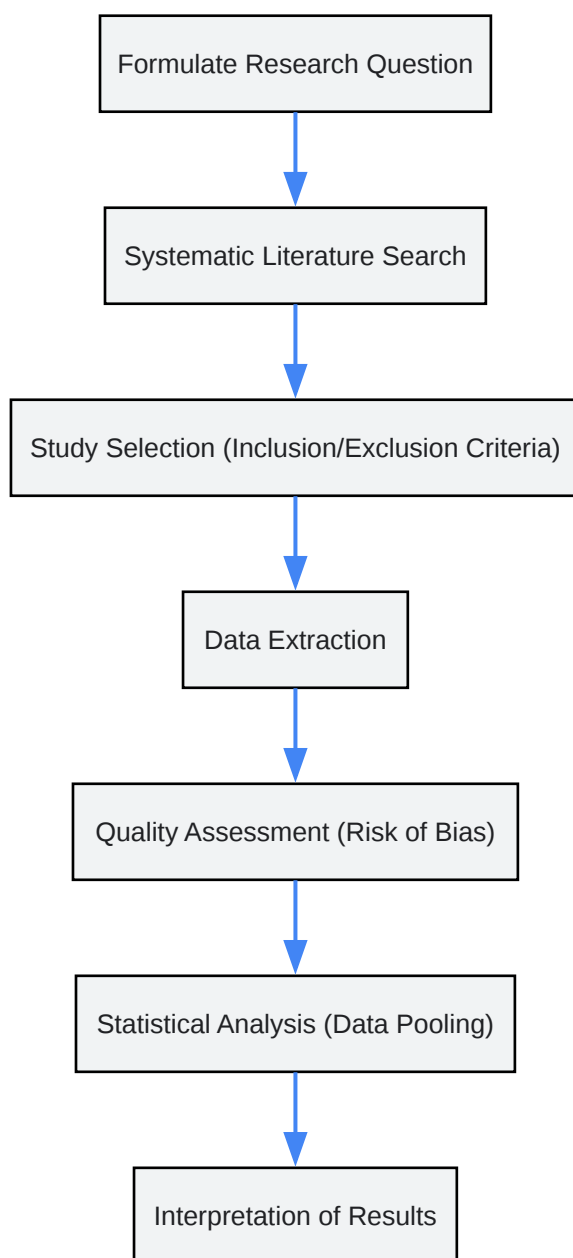 Formulate Research Question
Systematic Literature Search
Study Selection (Inclusion/Exclusion Criteria)
Data Extraction
Quality Assessment (Risk of Bias)
Statistical Analysis (Data Pooling)
Interpretation of Results